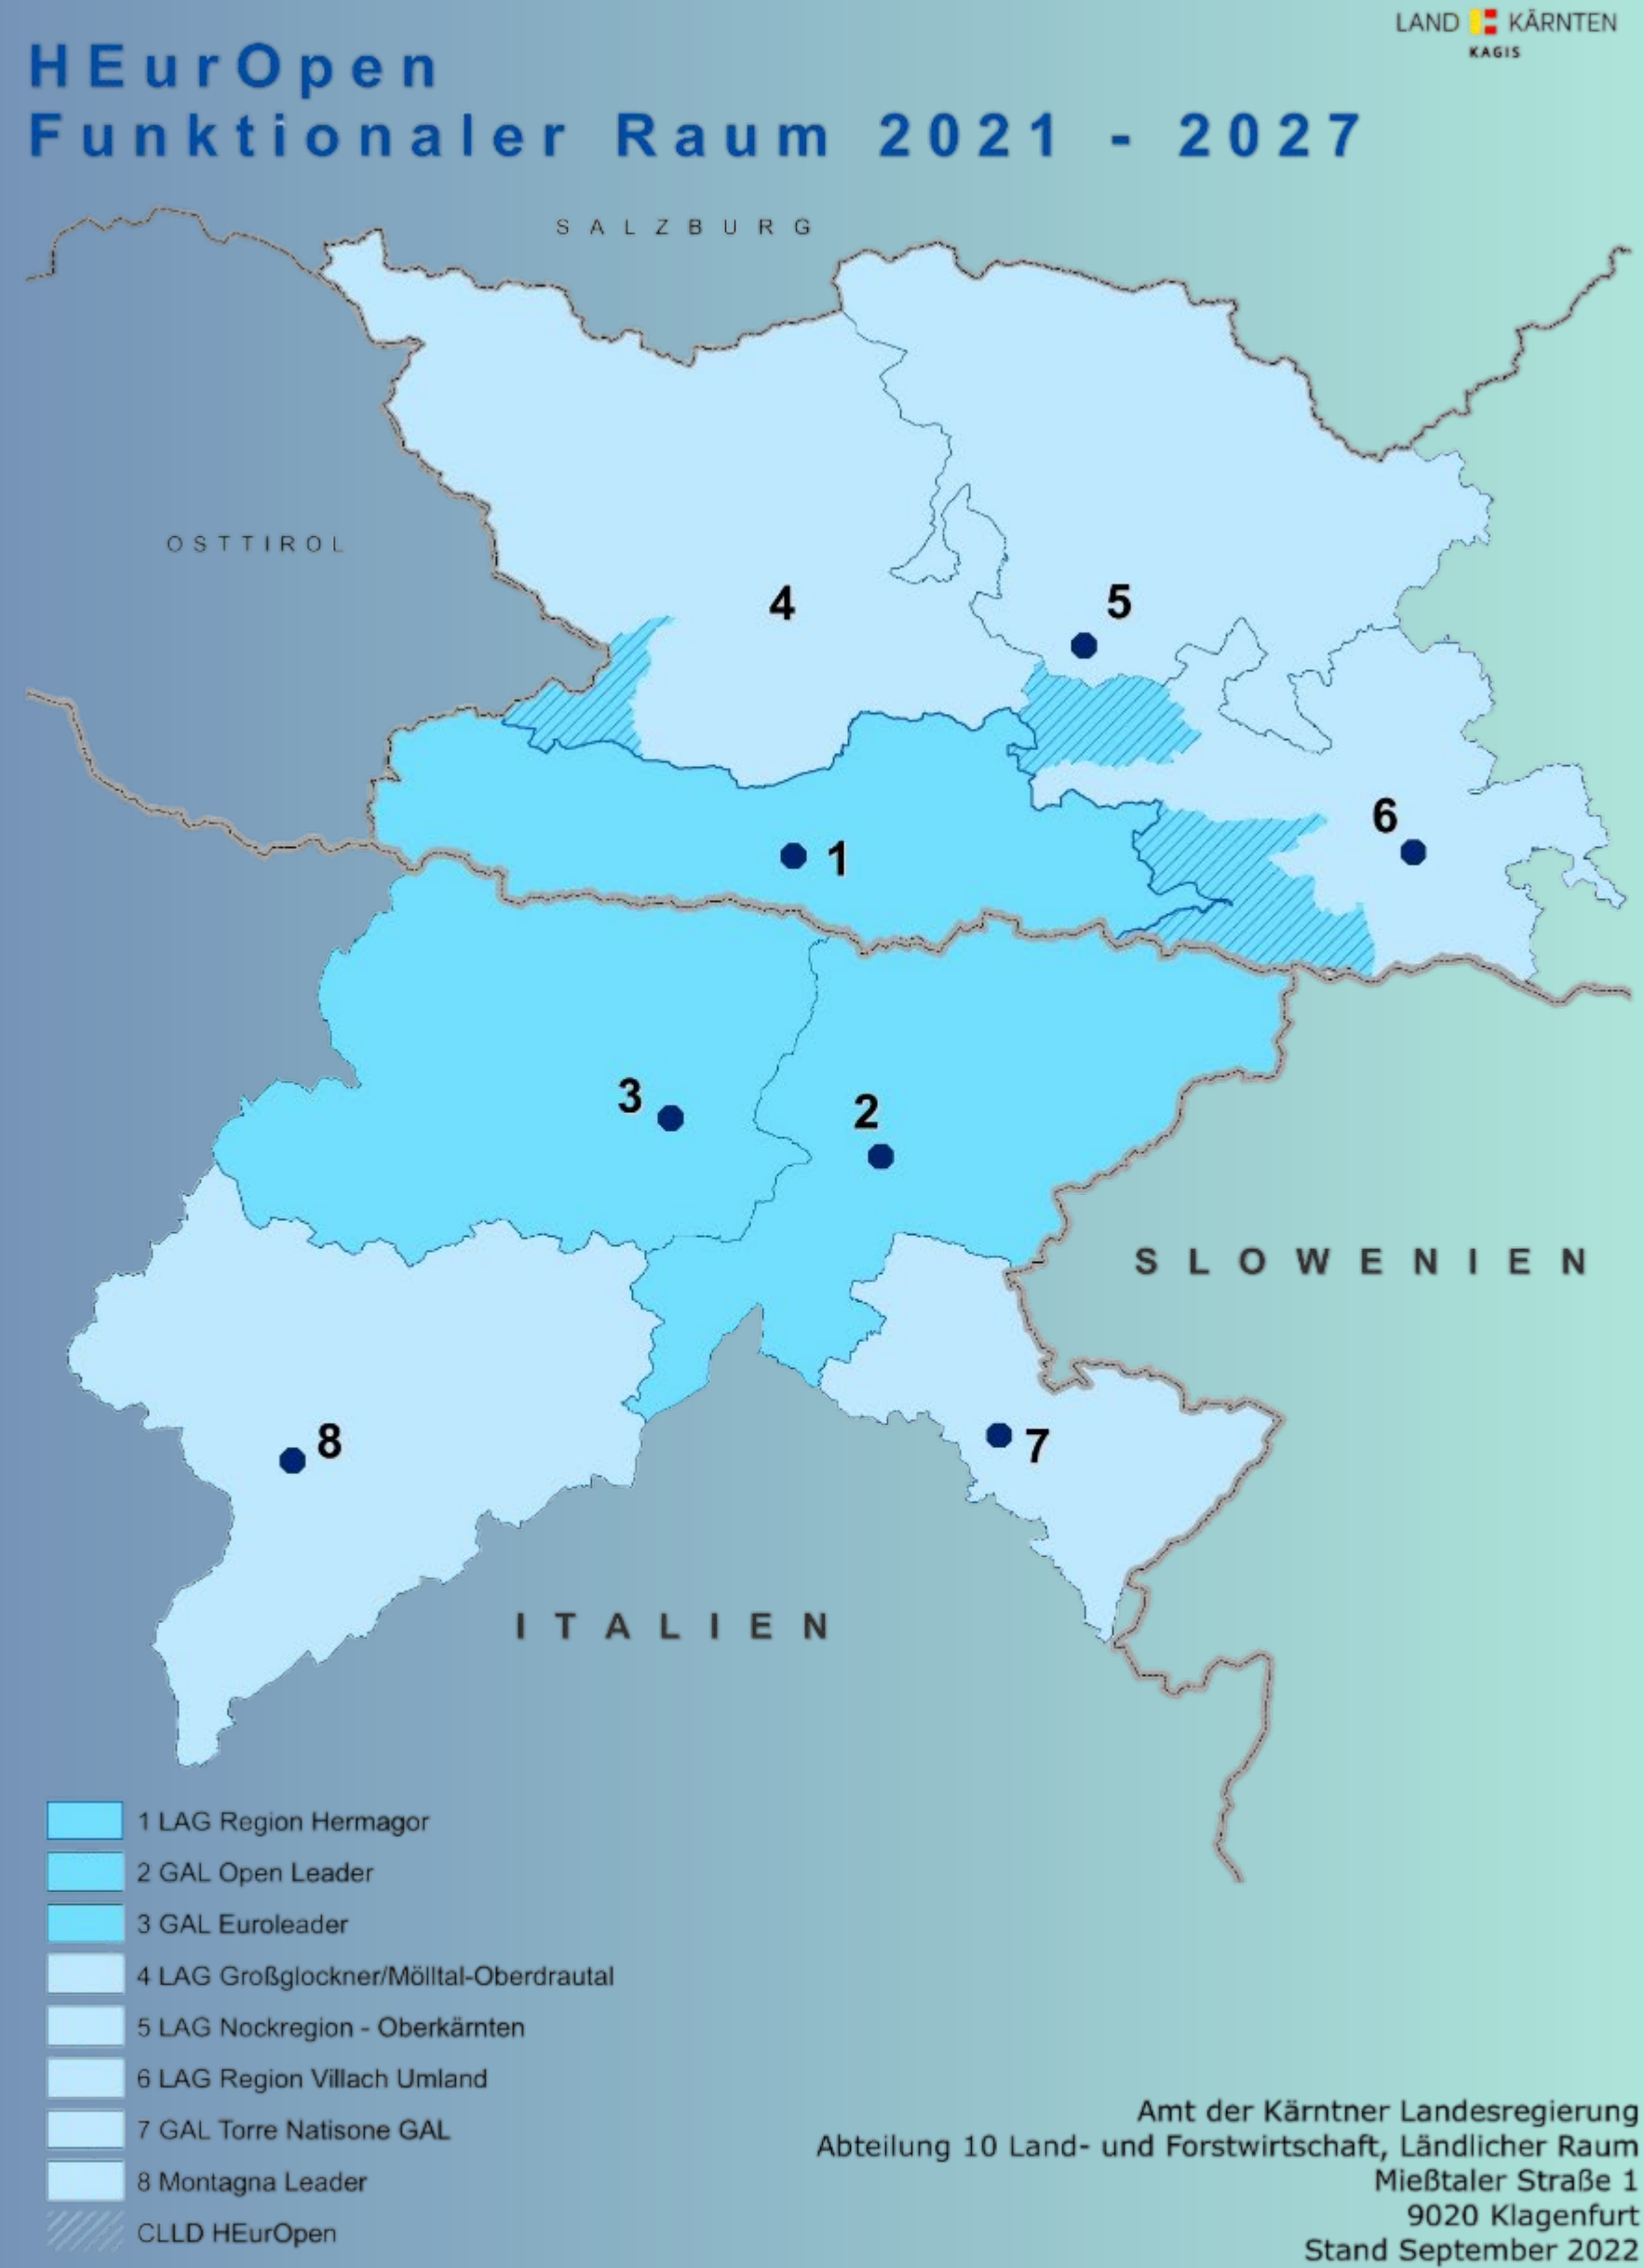 LAND KÄRNTEN
KAGIS
HEurOpen
Funktionaler Raum 2021 - 2027
SALZBURG
OSTTIROL
4
5
6
1
3
2
SLOWENIEN
8
7
ITALIEN
1 LAG Region Hermagor
2 GAL Open Leader
3 GAL Euroleader
4 LAG Großglockner/Mölltal-Oberdrautal
5 LAG Nockregion - Oberkärnten
6 LAG Region Villach Umland
7 GAL Torre Natisone GAL
8 Montagna Leader
CLLD HEurOpen
Amt der Kärntner Landesregierung
Abteilung 10 Land- und Forstwirtschaft, Ländlicher Raum
Mießtaler Straße 1
9020 Klagenfurt
Stand September 2022